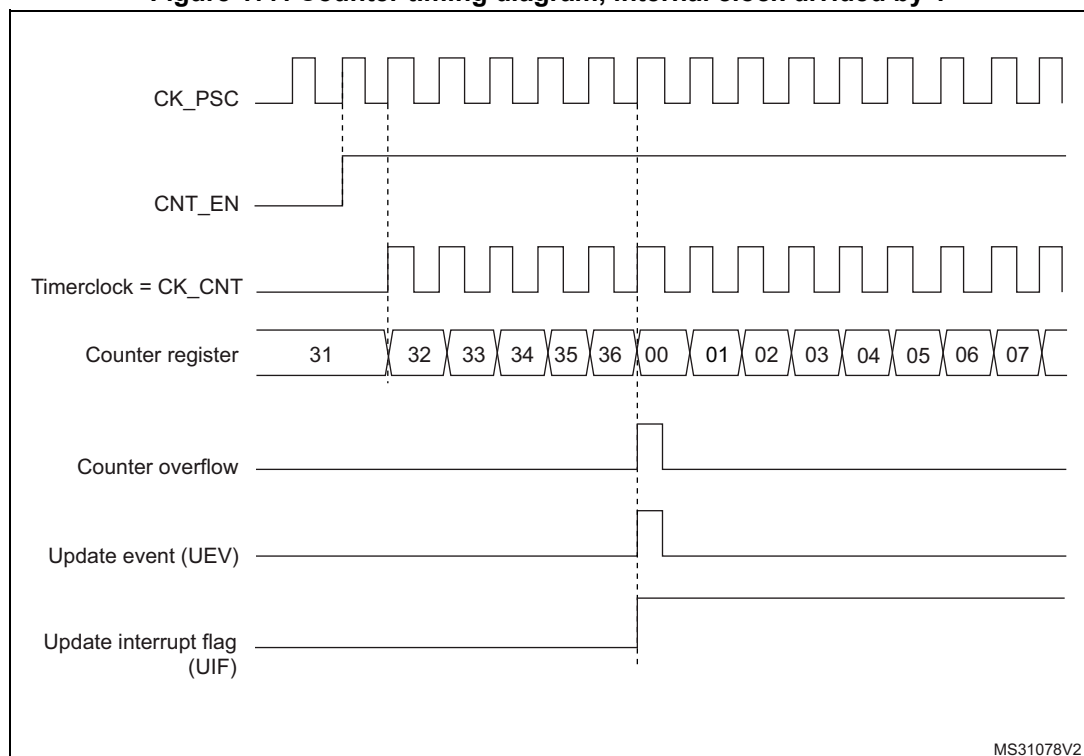 CK_PSC
CNT_EN
Timerclock = CK_CNT
Counter register 31 32 33 34 35 36 00 01 02 03 04 05 06 07
Counter overflow
Update event (UEV)
Update interrupt flag
(UIF)
MS31078V2